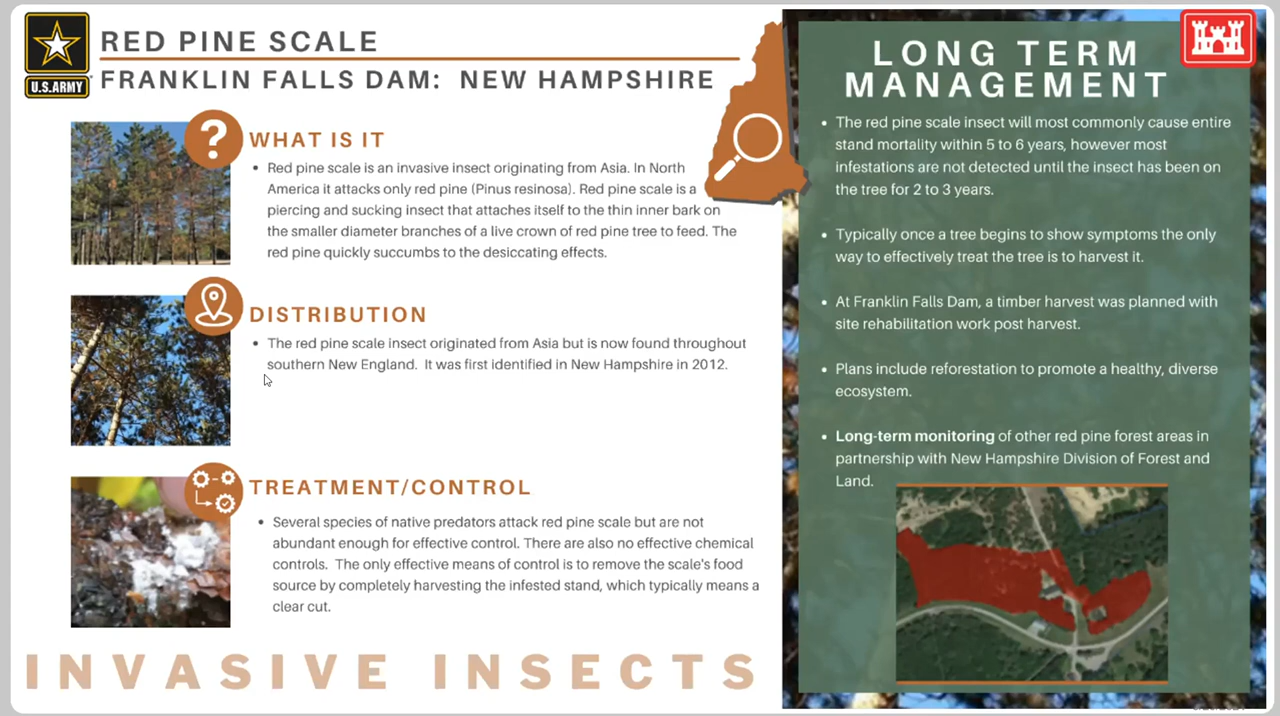 U.S. ARMY
RED PINE SCALE
FRANKLIN FALLS DAM: NEW HAMPSHIRE
?
WHAT IS IT
• Red pine scale is an invasive insect originating from Asia. In North
America it attacks only red pine (Pinus resinosa). Red pine scale is a
piercing and sucking insect that attaches itself to the thin inner bark on
the smaller diameter branches of a live crown of red pine tree to feed. The
red pine quickly succumbs to the desiccating effects.
DISTRIBUTION
• The red pine scale insect originated from Asia but is now found throughout
southern New England. It was first identified in New Hampshire in 2012.
TREATMENT/CONTROL
• Several species of native predators attack red pine scale but are not
abundant enough for effective control. There are also no effective chemical
controls. The only effective means of control is to remove the scale's food
source by completely harvesting the infested stand, which typically means a
clear cut.
INVASIVE INSECTS
LONG TERM
MANAGEMENT
• The red pine scale insect will most commonly cause entire
stand mortality within 5 to 6 years, however most
infestations are not detected until the insect has been on
the tree for 2 to 3 years.
• Typically once a tree begins to show symptoms the only
way to effectively treat the tree is to harvest it.
• At Franklin Falls Dam, a timber harvest was planned with
site rehabilitation work post harvest.
• Plans include reforestation to promote a healthy, diverse
ecosystem.
• Long-term monitoring of other red pine forest areas in
partnership with New Hampshire Division of Forest and
Land.